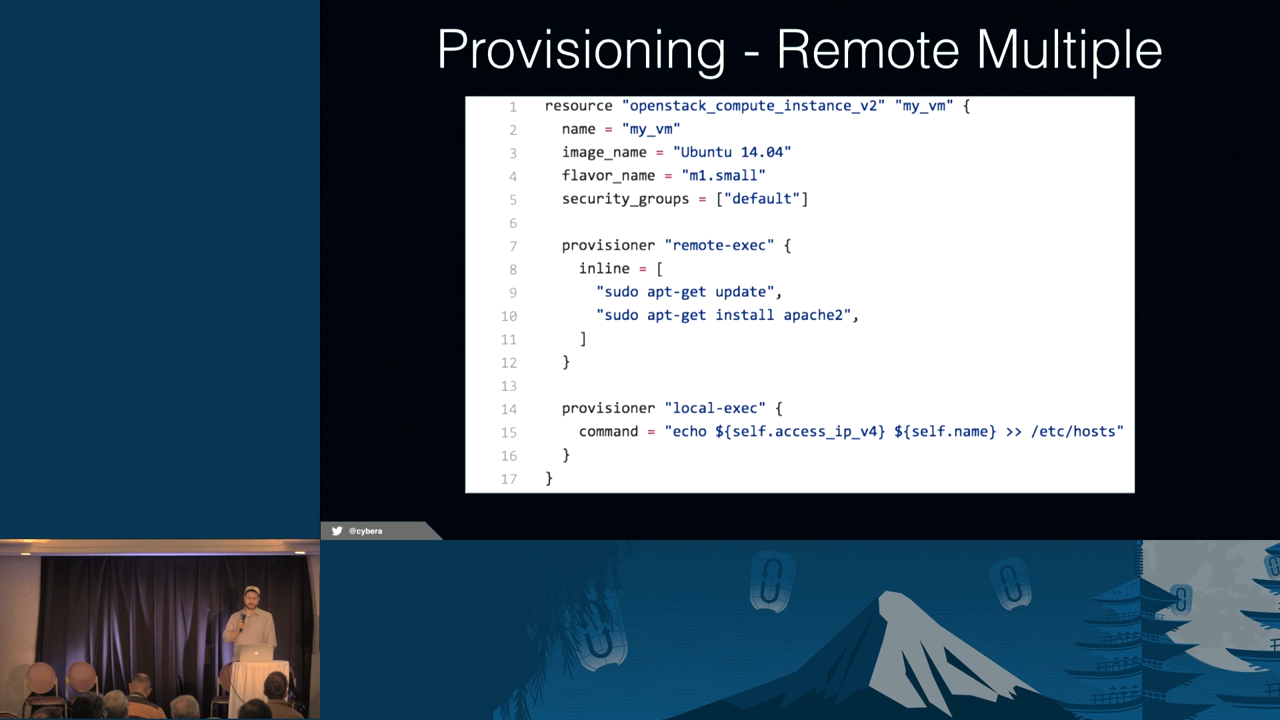 Provisioning - Remote Multiple
1 resource "openstack_compute_instance_v2" "my_vm" {
2 name = "my_vm"
3 image_name = "Ubuntu 14.04"
4 flavor_name = "m1.small"
5 security_groups = ["default"]
6
7 provisioner "remote-exec" {
8 inline = [
9 "sudo apt-get update",
10 "sudo apt-get install apache2",
11 ]
12 }
13
14 provisioner "local-exec" {
15 command = "echo ${self.access_ip_v4} ${self.name} >> /etc/hosts"
16 }
17 }
@cybera